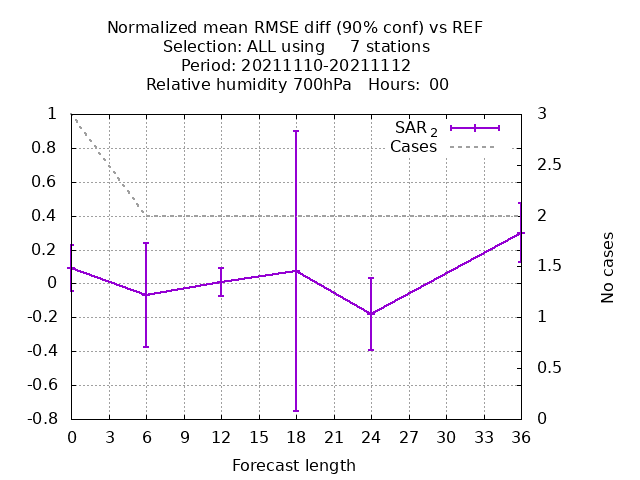 Normalized mean RMSE diff (90% conf) vs REF
Selection: ALL using     7 stations
Period: 20211110-20211112
Relative humidity 700hPa   Hours:  00
SAR 2
Cases
1
0.8
0.6
0.4
0.2
0
-0.2
-0.4
-0.6
-0.8
3
2.5
2
1.5
1
0.5
0
No cases
0 3 6 9 12 15 18 21 24 27 30 33 36
Forecast length